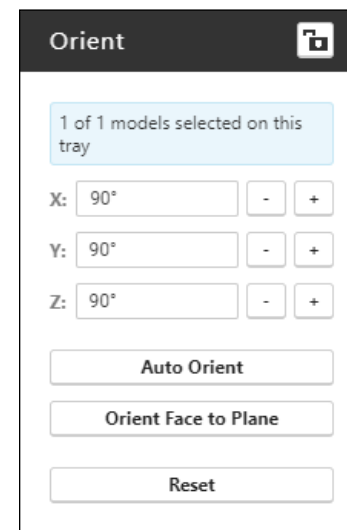 Orient
1 of 1 models selected on this
tray
X: 90° - +
Y: 90° - +
Z: 90° - +
Auto Orient
Orient Face to Plane
Reset